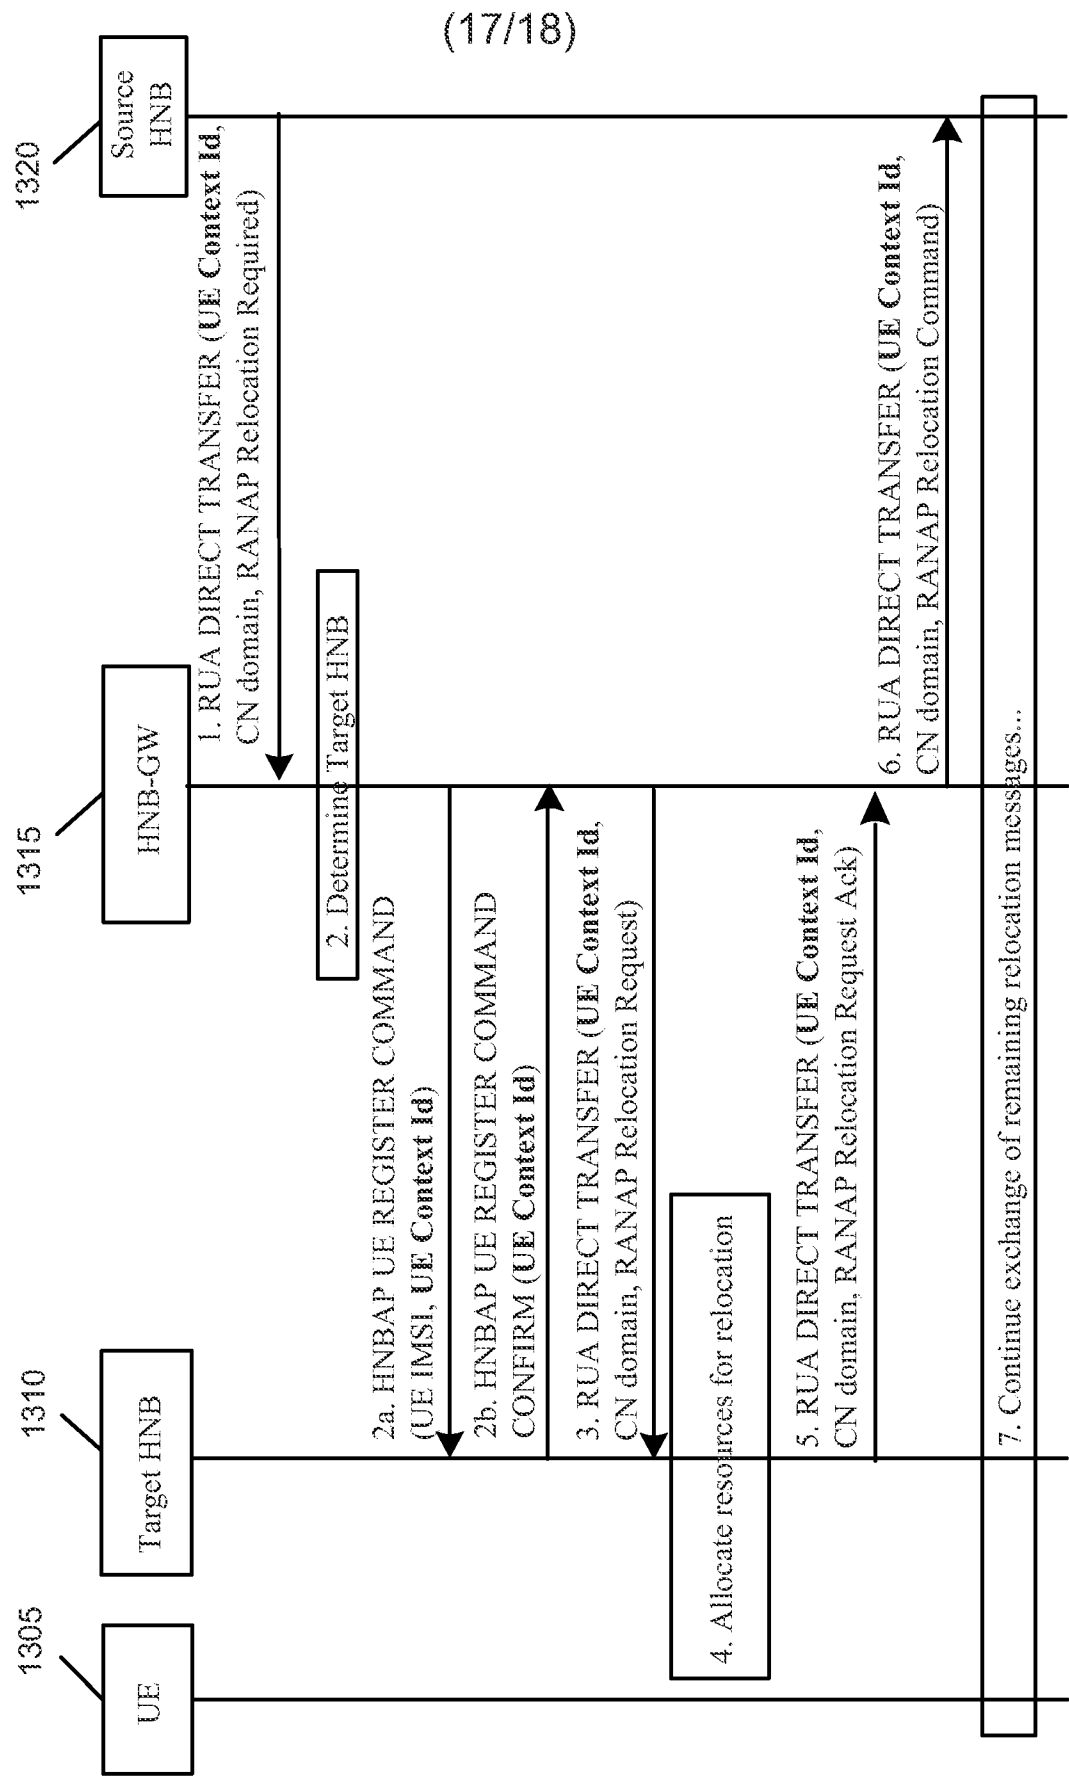 (17/18)
1305
1310
1315
1320
UE
Target HNB
HNB-GW
Source
HNB
1. RUA DIRECT TRANSFER (UE Context Id,
CN domain, RANAP Relocation Required)
2. Determine Target HNB
2a. HNBAP UE REGISTER COMMAND
(UE IMSI, UE Context Id)
2b. HNBAP UE REGISTER COMMAND
CONFIRM (UE Context Id)
3. RUA DIRECT TRANSFER (UE Context Id,
CN domain, RANAP Relocation Request)
4. Allocate resources for relocation
5. RUA DIRECT TRANSFER (UE Context Id,
CN domain, RANAP Relocation Request Ack)
6. RUA DIRECT TRANSFER (UE Context Id,
CN domain, RANAP Relocation Command)
7. Continue exchange of remaining relocation messages...